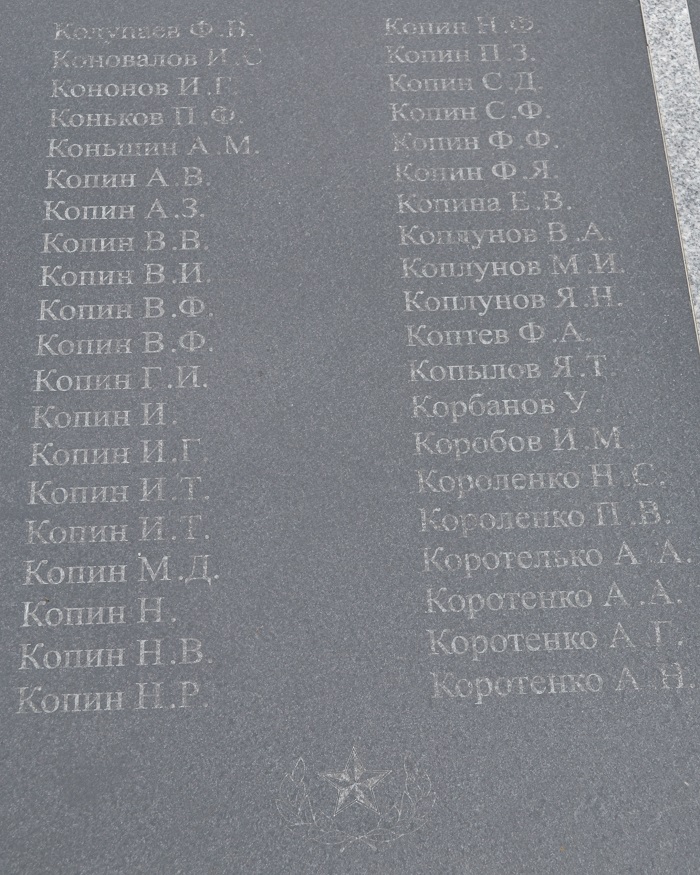 Колупаев Ф.В.
Коновалов И.С
Кононов И.Г.
Коньков П.Ф.
Коньшин А.М.
Копин А.В.
Копин А.З.
Копин В.В.
Копин В.И.
Копин В.Ф.
Копин В.Ф.
Копин Г.И.
Копин И.
Копин И.Г.
Копин И.Т.
Копин И.Т.
Копин М.Д.
Копин Н.
Копин Н.В.
Копин Н.Р.
Копин Н.Ф.
Копин П.З.
Копин С.Д.
Копин С.Ф.
Копин Ф.Ф.
Копин Ф.Я.
Копина Е.В.
Коплунов В.А.
Коплунов М.И.
Коплунов Я.Н.
Коптев Ф.А.
Копылов Я.Т.
Корбанов У.
Коробов И.М.
Короленко Н.С.
Короленко П.В.
Коротелько А.А.
Коротенко А.А.
Коротенко А.Г.
Коротенко А.Н.